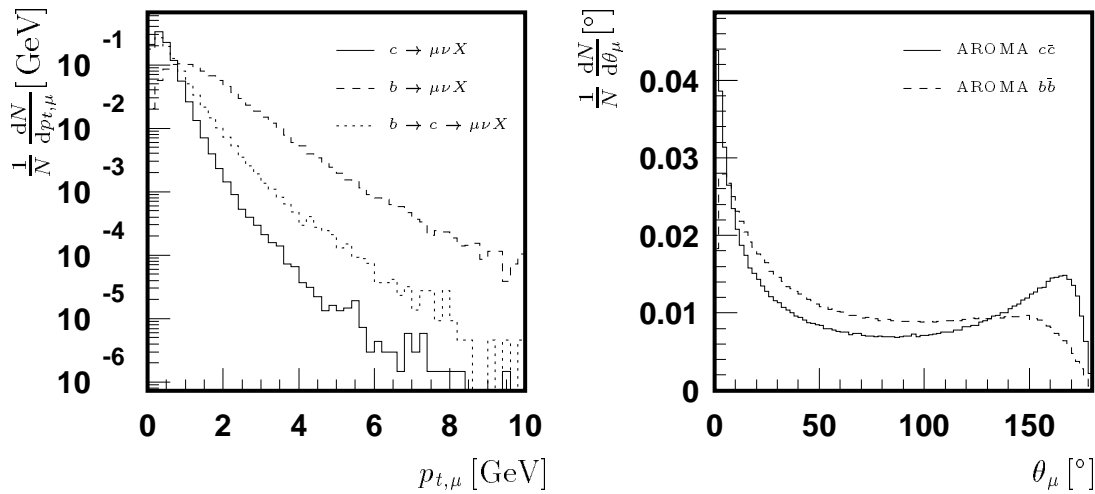 1/N dN/dp_{t,μ} [GeV]
10^{-1}
10^{-2}
10^{-3}
10^{-4}
10^{-5}
10^{-6}
c → μνX
b → μνX
b → c → μνX
0 2 4 6 8 10
p_{t,μ} [GeV]
1/N dN/dθ_μ [°]
0.04
0.03
0.02
0.01
0
AROMA cc̄
AROMA bb̄
0 50 100 150
θ_μ [°]